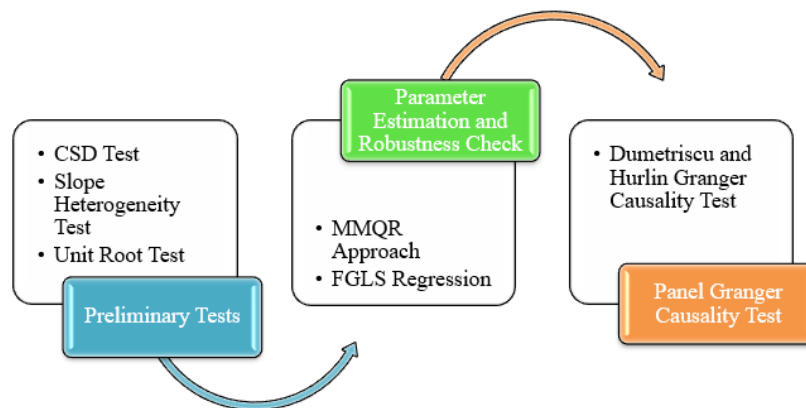 • CSD Test
• Slope
Heterogeneity
Test
• Unit Root Test
Preliminary Tests
Parameter
Estimation and
Robustness Check
• MMQR
Approach
• FGLS Regression
• Dumetriscu and
Hurlin Granger
Causality Test
Panel Granger
Causality Test